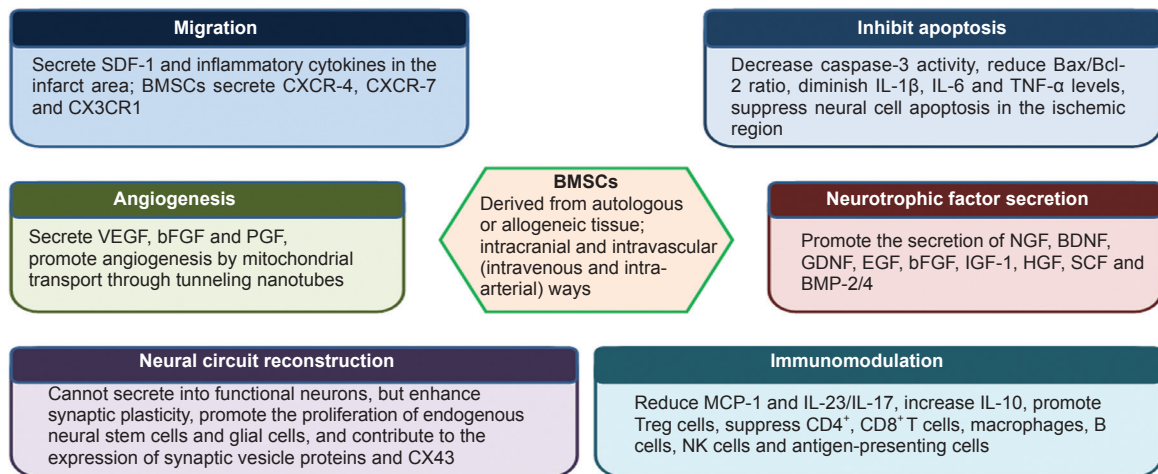 Migration
Secrete SDF-1 and inflammatory cytokines in the
infarct area; BMSCs secrete CXCR-4, CXCR-7
and CX3CR1
Inhibit apoptosis
Decrease caspase-3 activity, reduce Bax/Bcl-
2 ratio, diminish IL-1β, IL-6 and TNF-α levels,
suppress neural cell apoptosis in the ischemic
region
Angiogenesis
Secrete VEGF, bFGF and PGF,
promote angiogenesis by mitochondrial
transport through tunneling nanotubes
BMSCs
Derived from autologous
or allogeneic tissue;
intracranial and intravascular
(intravenous and intra-
arterial) ways
Neurotrophic factor secretion
Promote the secretion of NGF, BDNF,
GDNF, EGF, bFGF, IGF-1, HGF, SCF and
BMP-2/4
Neural circuit reconstruction
Cannot secrete into functional neurons, but enhance
synaptic plasticity, promote the proliferation of endogenous
neural stem cells and glial cells, and contribute to the
expression of synaptic vesicle proteins and CX43
Immunomodulation
Reduce MCP-1 and IL-23/IL-17, increase IL-10, promote
Treg cells, suppress CD4⁺, CD8⁺ T cells, macrophages, B
cells, NK cells and antigen-presenting cells